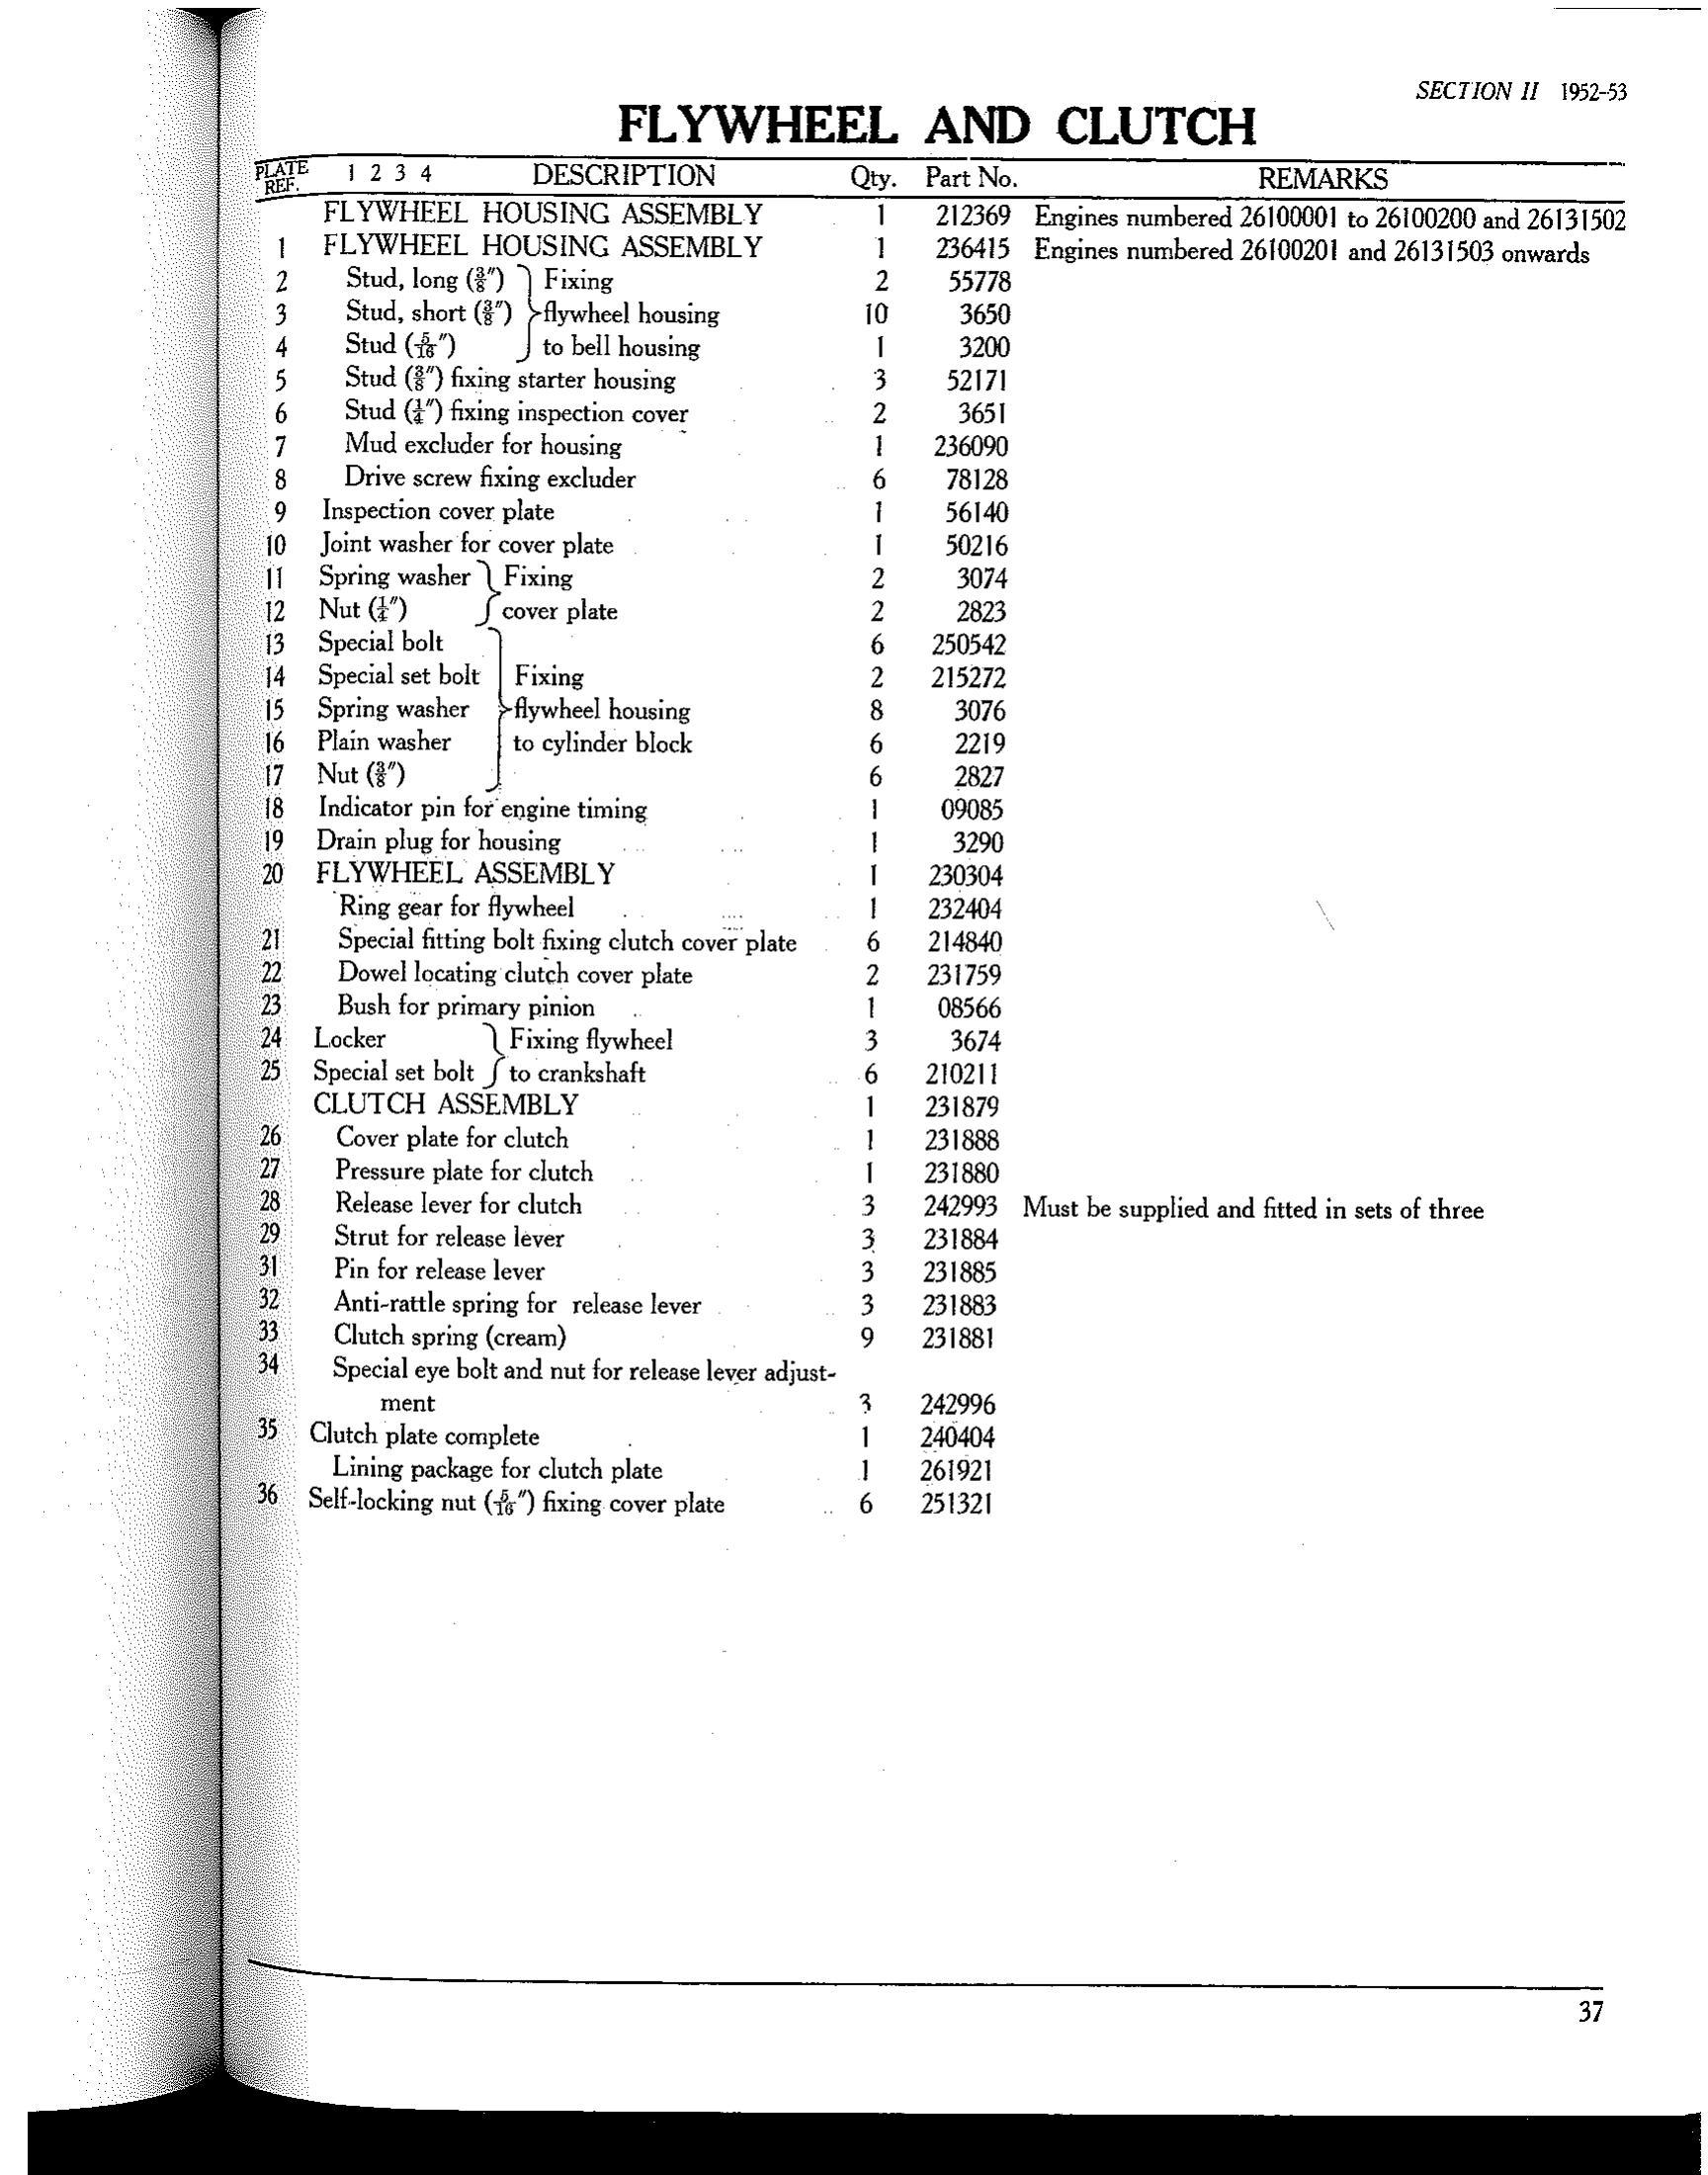 SECTION II 1952-53
FLYWHEEL AND CLUTCH
PLATE REF. 1 2 3 4 DESCRIPTION Qty. Part No. REMARKS
FLYWHEEL HOUSING ASSEMBLY 1 212369 Engines numbered 26100001 to 26100200 and 26131502
1 FLYWHEEL HOUSING ASSEMBLY 1 236415 Engines numbered 26100201 and 26131503 onwards
2 Stud, long (⅜″) Fixing 2 55778
3 Stud, short (⅜″) flywheel housing 10 3650
4 Stud (5/16″) to bell housing 1 3200
5 Stud (⅜″) fixing starter housing 3 52171
6 Stud (¼″) fixing inspection cover 2 3651
7 Mud excluder for housing 1 236090
8 Drive screw fixing excluder 6 78128
9 Inspection cover plate 1 56140
10 Joint washer for cover plate 1 50216
11 Spring washer Fixing 2 3074
12 Nut (¼″) cover plate 2 2823
13 Special bolt 6 250542
14 Special set bolt Fixing 2 215272
15 Spring washer flywheel housing 8 3076
16 Plain washer to cylinder block 6 2219
17 Nut (⅜″) 6 2827
18 Indicator pin for engine timing 1 09085
19 Drain plug for housing 1 3290
20 FLYWHEEL ASSEMBLY 1 230304
Ring gear for flywheel 1 232404
21 Special fitting bolt fixing clutch cover plate 6 214840
22 Dowel locating clutch cover plate 2 231759
23 Bush for primary pinion 1 08566
24 Locker Fixing flywheel 3 3674
25 Special set bolt to crankshaft 6 210211
CLUTCH ASSEMBLY 1 231879
26 Cover plate for clutch 1 231888
27 Pressure plate for clutch 1 231880
28 Release lever for clutch 3 242993 Must be supplied and fitted in sets of three
29 Strut for release lever 3 231884
31 Pin for release lever 3 231885
32 Anti-rattle spring for release lever 3 231883
33 Clutch spring (cream) 9 231881
34 Special eye bolt and nut for release lever adjust-
ment 3 242996
35 Clutch plate complete 1 240404
Lining package for clutch plate 1 261921
36 Self-locking nut (5/16″) fixing cover plate 6 251321
37